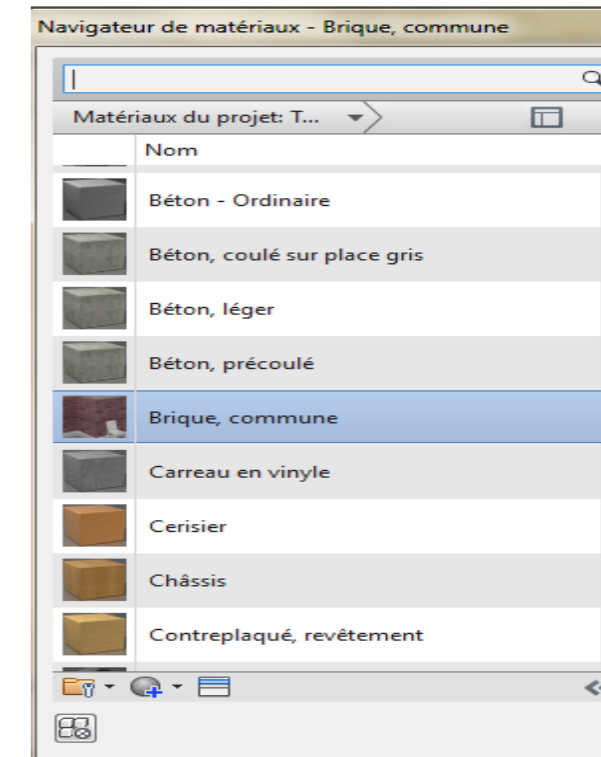 Navigateur de matériaux - Brique, commune
Matériaux du projet: T...
Nom
Béton - Ordinaire
Béton, coulé sur place gris
Béton, léger
Béton, précoulé
Brique, commune
Carreau en vinyle
Cerisier
Châssis
Contreplaqué, revêtement